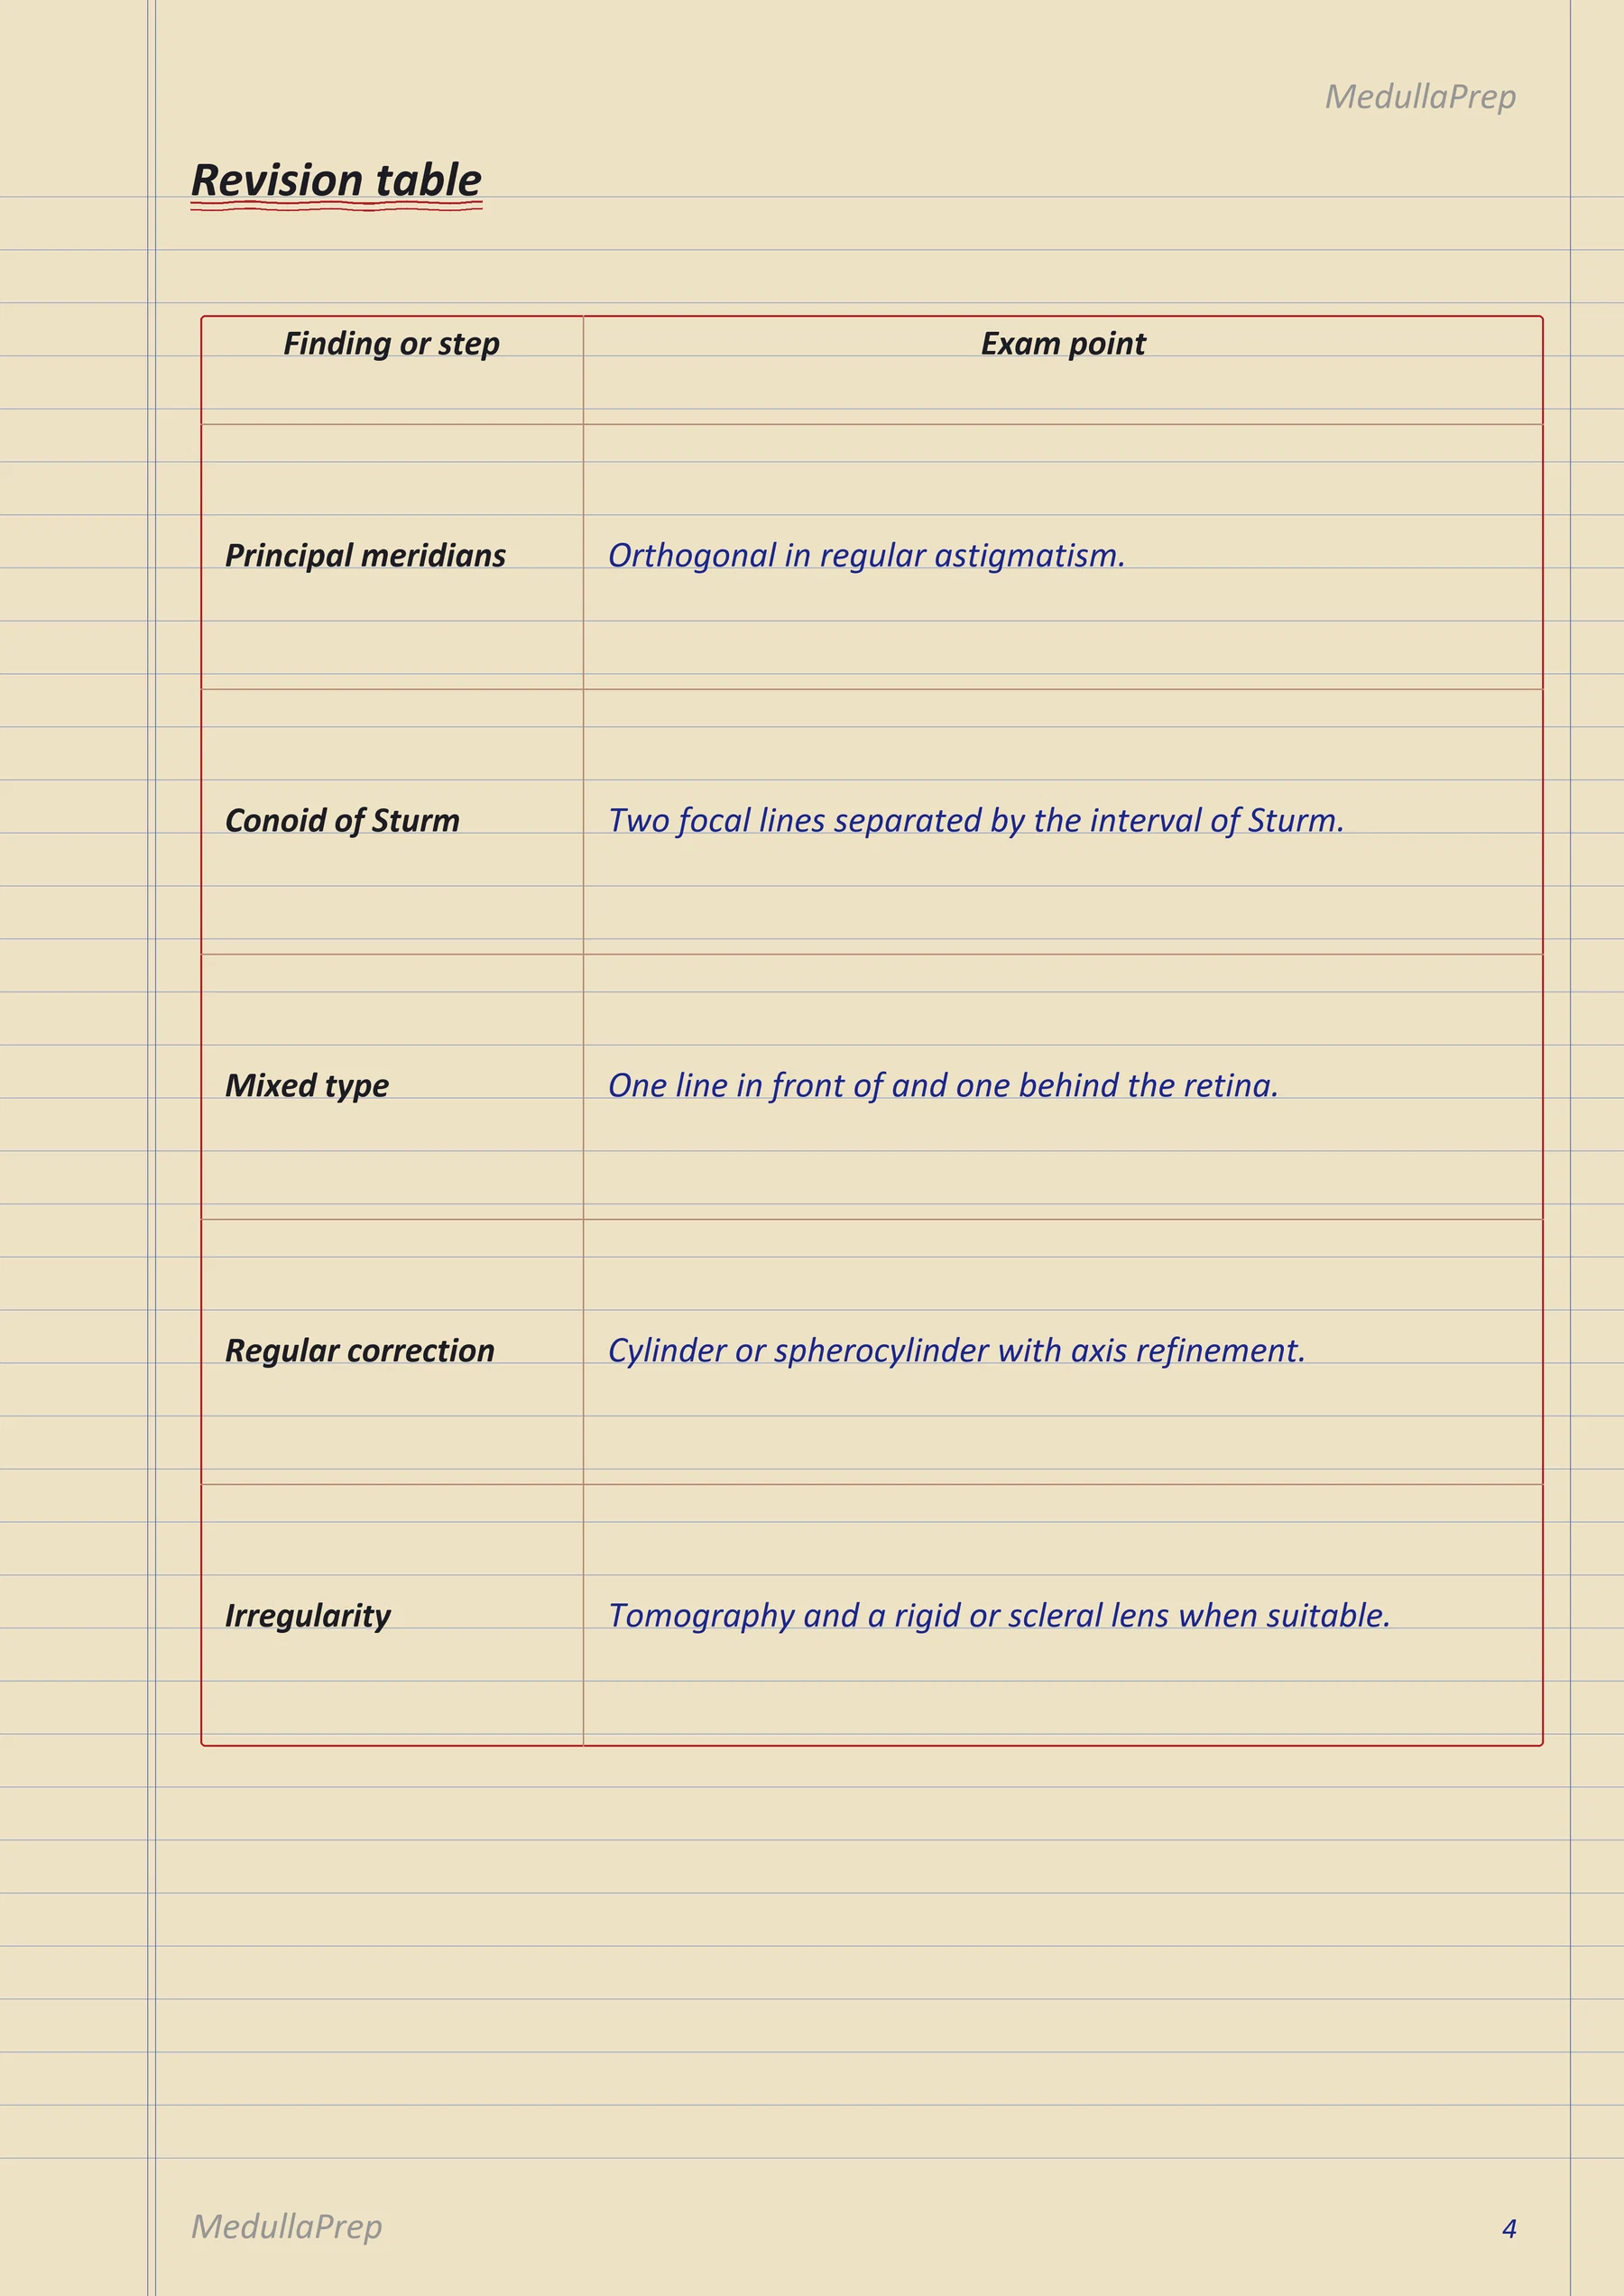 MedullaPrep
Revision table
Finding or step
Exam point
Principal meridians
Orthogonal in regular astigmatism.
Conoid of Sturm
Two focal lines separated by the interval of Sturm.
Mixed type
One line in front of and one behind the retina.
Regular correction
Cylinder or spherocylinder with axis refinement.
Irregularity
Tomography and a rigid or scleral lens when suitable.
MedullaPrep
4